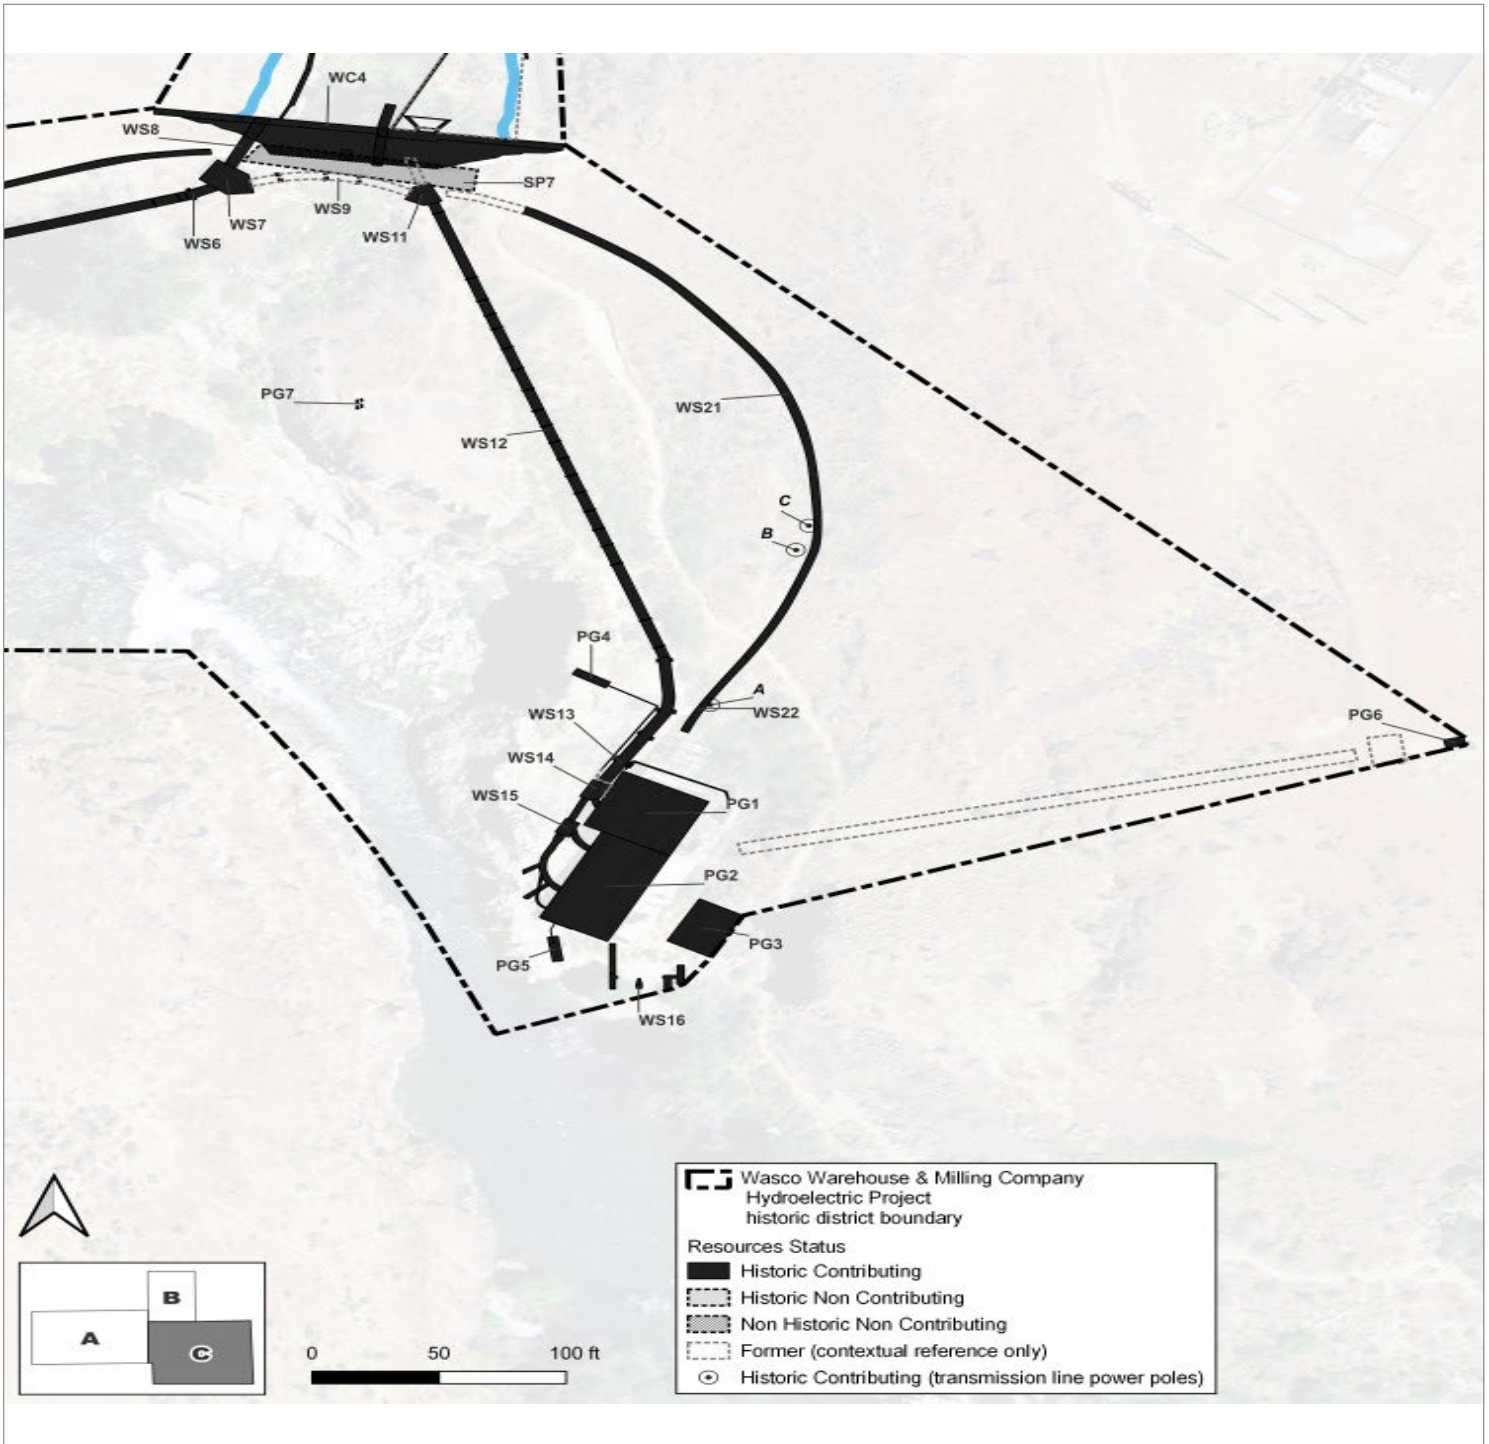 WC4
WS8
SP7
WS9
WS7
WS6
WS11
PG7
WS21
WS12
C
B
PG4
A
WS13
WS22
PG6
WS14
WS15
PG1
PG2
PG3
PG5
WS16
Wasco Warehouse & Milling Company
Hydroelectric Project
historic district boundary
Resources Status
Historic Contributing
Historic Non Contributing
Non Historic Non Contributing
Former (contextual reference only)
Historic Contributing (transmission line power poles)
B
A
C
0 50 100 ft